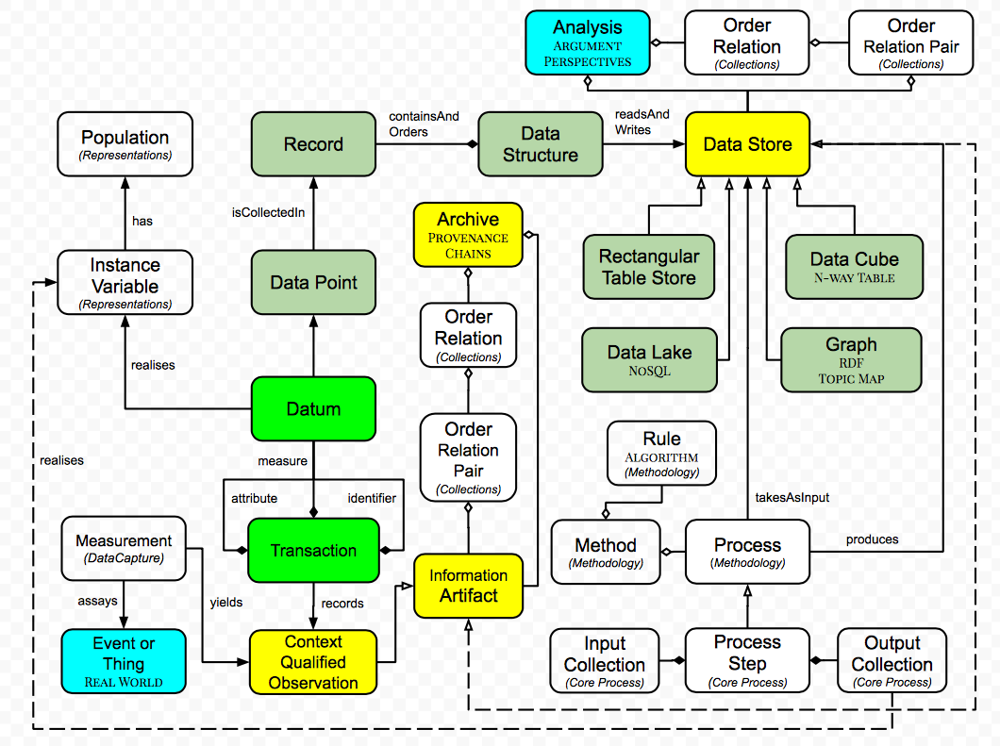 Analysis
ARGUMENT
PERSPECTIVES
Order
Relation
(Collections)
Order
Relation Pair
(Collections)
Population
(Representations)
Record
containsAnd
Orders
Data
Structure
readsAnd
Writes
Data Store
has
isCollectedIn
Archive
PROVENANCE
CHAINS
Instance
Variable
(Representations)
Data Point
Rectangular
Table Store
Data Cube
N-WAY TABLE
Order
Relation
(Collections)
realises
Data Lake
NOSQL
Graph
RDF
TOPIC MAP
Datum
Order
Relation
Pair
(Collections)
Rule
ALGORITHM
(Methodology)
realises
measure
attribute
identifier
takesAsInput
Measurement
(DataCapture)
Transaction
Information
Artifact
Method
(Methodology)
Process
(Methodology)
produces
assays
yields
records
Event or
Thing
REAL WORLD
Context
Qualified
Observation
Input
Collection
(Core Process)
Process
Step
(Core Process)
Output
Collection
(Core Process)